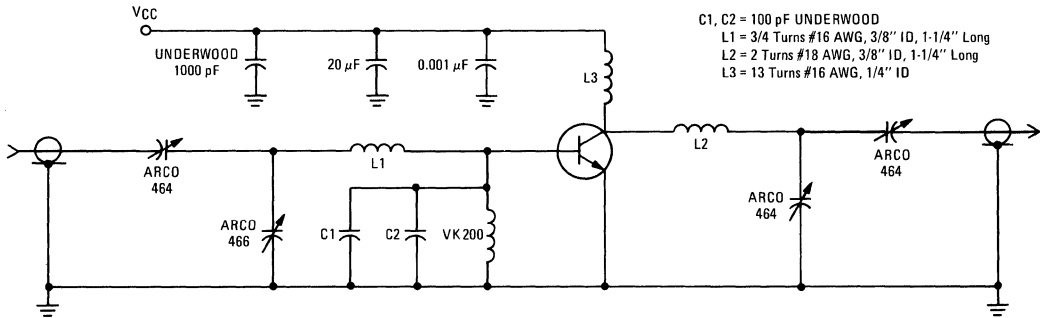 VCC
UNDERWOOD
1000 pF
20 μF
0.001 μF
L3
C1, C2 = 100 pF UNDERWOOD
L1 = 3/4 Turns #16 AWG, 3/8" ID, 1-1/4" Long
L2 = 2 Turns #18 AWG, 3/8" ID, 1-1/4" Long
L3 = 13 Turns #16 AWG, 1/4" ID
ARCO
464
L1
L2
ARCO
464
ARCO
466
C1
C2
VK200
ARCO
464